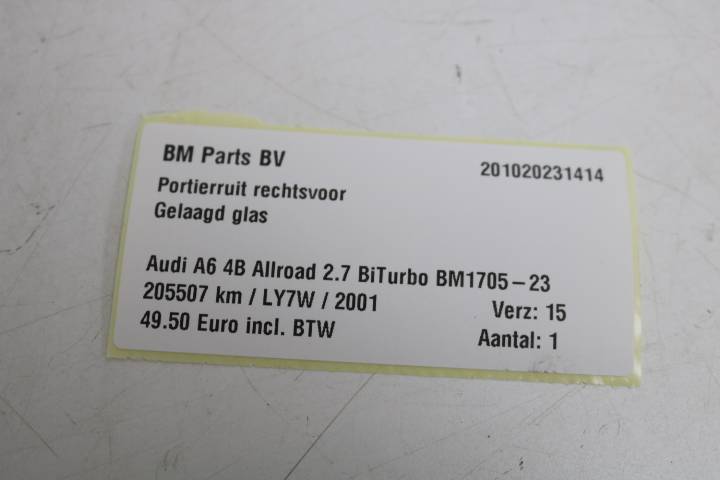 BM Parts BV 201020231414
Portierruit rechtsvoor
Gelaagd glas
Audi A6 4B Allroad 2.7 BiTurbo BM1705-23
205507 km / LY7W / 2001 Verz: 15
49.50 Euro incl. BTW Aantal: 1